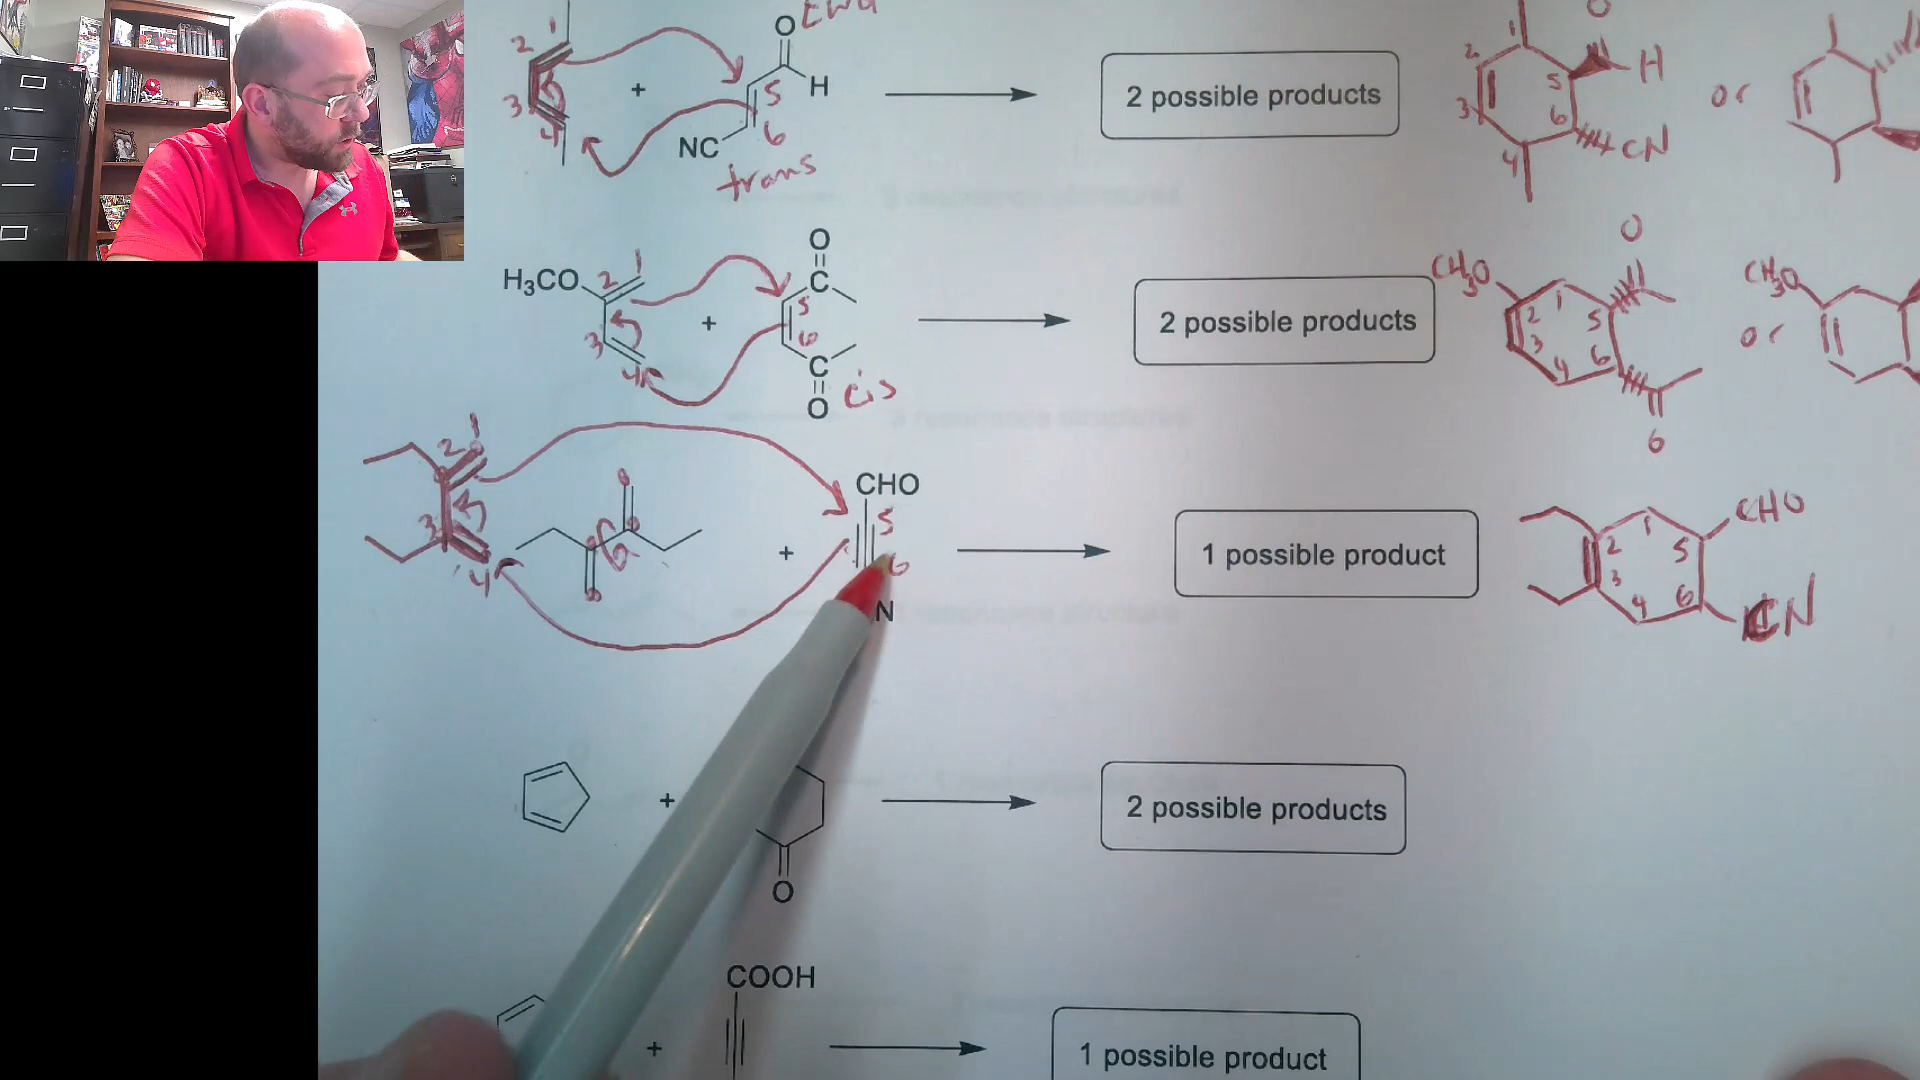 EWG
O
H
NC
1
2
3
4
5
6
trans
+
2 possible products
1
2
3
4
5
6
O
H
CN
or
H3CO
1
2
3
4
+
O
C
5
6
C
O
cis
2 possible products
CH3O
1
2
3
4
5
6
O
O
or
CH3O
1
2
3
4
+
CHO
5
6
N
1 possible product
1
2
3
4
5
6
CHO
CN
+
O
2 possible products
+
COOH
1 possible product